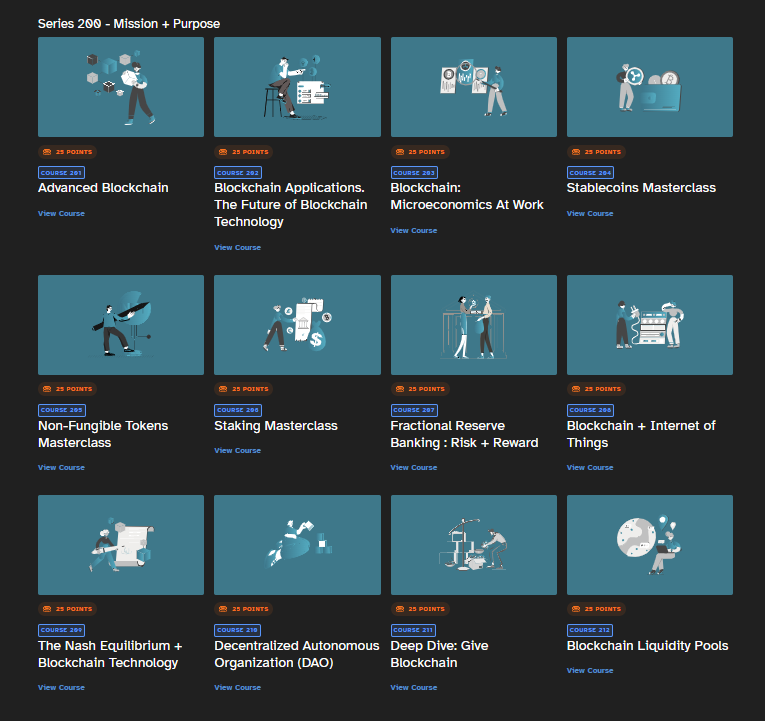 Series 200 - Mission + Purpose
25 POINTS
COURSE 201
Advanced Blockchain
View Course
25 POINTS
COURSE 202
Blockchain Applications.
The Future of Blockchain
Technology
View Course
25 POINTS
COURSE 203
Blockchain:
Microeconomics At Work
View Course
25 POINTS
COURSE 204
Stablecoins Masterclass
View Course
25 POINTS
COURSE 205
Non-Fungible Tokens
Masterclass
View Course
25 POINTS
COURSE 206
Staking Masterclass
View Course
25 POINTS
COURSE 207
Fractional Reserve
Banking : Risk + Reward
View Course
25 POINTS
COURSE 208
Blockchain + Internet of
Things
View Course
25 POINTS
COURSE 209
The Nash Equilibrium +
Blockchain Technology
View Course
25 POINTS
COURSE 210
Decentralized Autonomous
Organization (DAO)
View Course
25 POINTS
COURSE 211
Deep Dive: Give
Blockchain
View Course
25 POINTS
COURSE 212
Blockchain Liquidity Pools
View Course